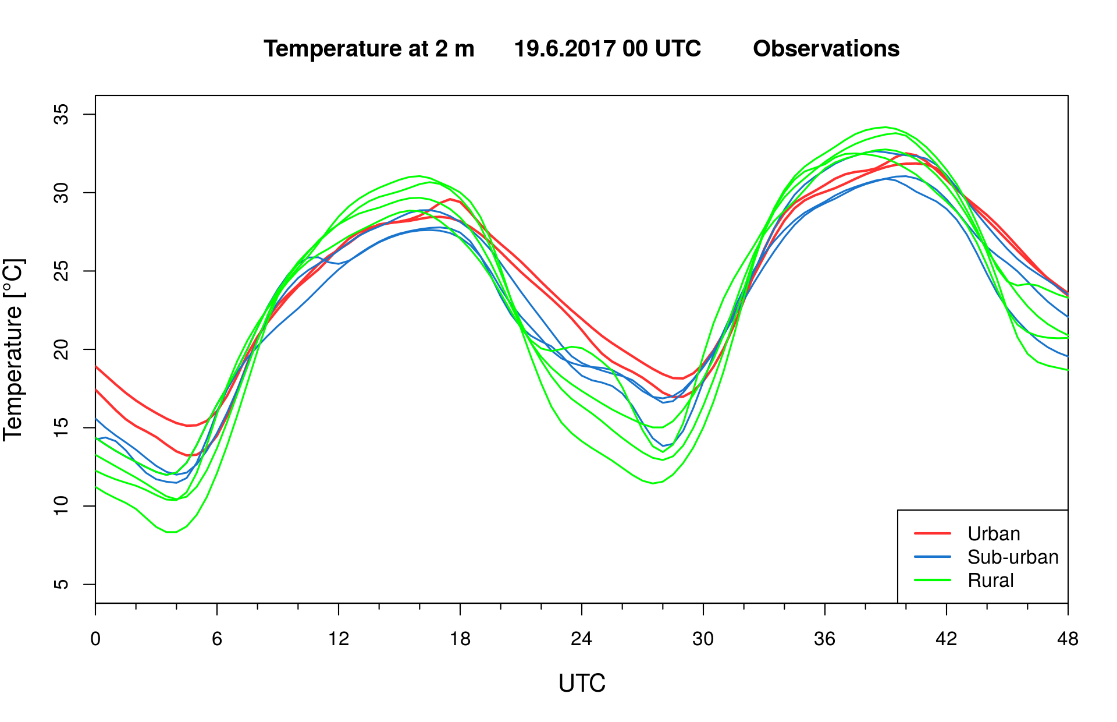 Temperature at 2 m 19.6.2017 00 UTC Observations
Temperature [°C]
35
30
25
20
15
10
5
0 6 12 18 24 30 36 42 48
UTC
Urban
Sub-urban
Rural